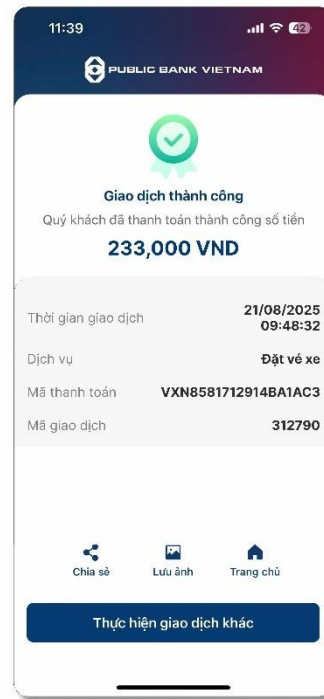 11:39
42
PUBLIC BANK VIETNAM
Giao dịch thành công
Quý khách đã thanh toán thành công số tiền
233,000 VND
Thời gian giao dịch 21/08/2025
09:48:32
Dịch vụ Đặt vé xe
Mã thanh toán VXN8581712914BA1AC3
Mã giao dịch 312790
Chia sẻ Lưu ảnh Trang chủ
Thực hiện giao dịch khác